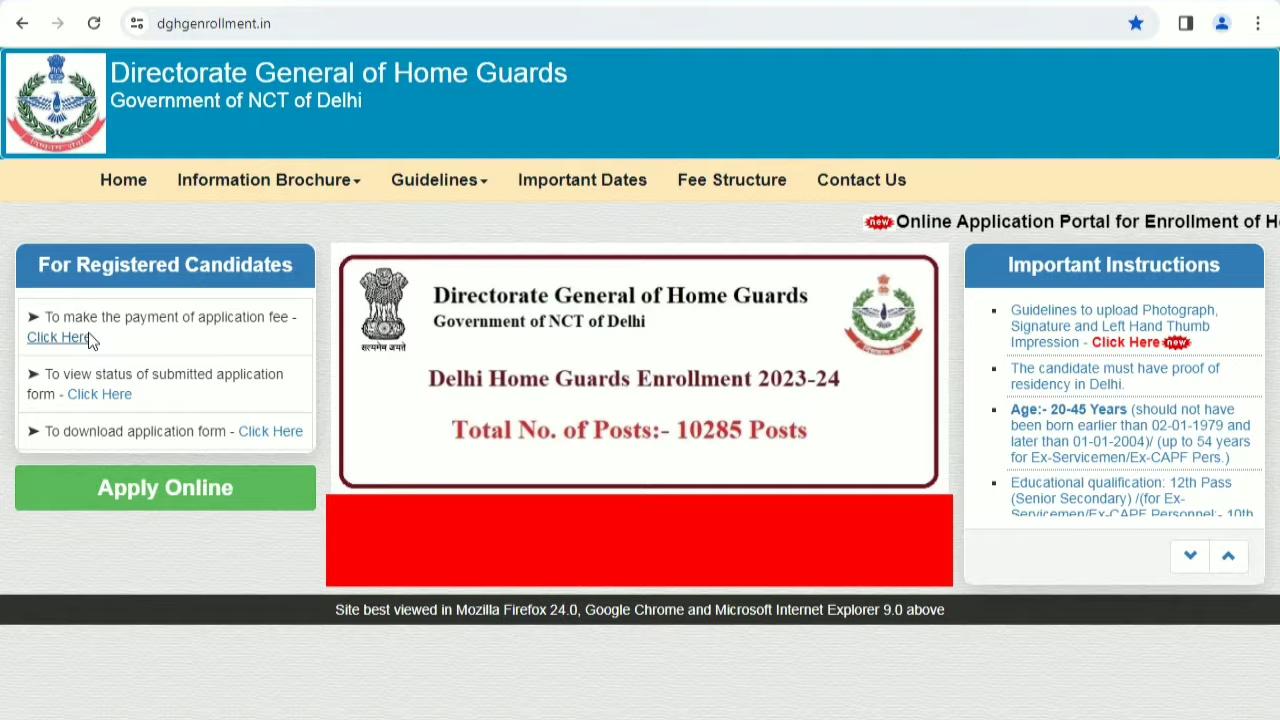 dghgenrollment.in
Directorate General of Home Guards
Government of NCT of Delhi
Home Information Brochure Guidelines Important Dates Fee Structure Contact Us
new Online Application Portal for Enrollment of H
For Registered Candidates
➤ To make the payment of application fee -
Click Here
➤ To view status of submitted application
form - Click Here
➤ To download application form - Click Here
Apply Online
सत्यमेव जयते
Directorate General of Home Guards
Government of NCT of Delhi
Delhi Home Guards Enrollment 2023-24
Total No. of Posts:- 10285 Posts
Important Instructions
Guidelines to upload Photograph,
Signature and Left Hand Thumb
Impression - Click Here new
The candidate must have proof of
residency in Delhi.
Age:- 20-45 Years (should not have
been born earlier than 02-01-1979 and
later than 01-01-2004)/ (up to 54 years
for Ex-Servicemen/Ex-CAPF Pers.)
Educational qualification: 12th Pass
(Senior Secondary) /(for Ex-
Servicemen/Ex-CAPF Personnel:- 10th
Site best viewed in Mozilla Firefox 24.0, Google Chrome and Microsoft Internet Explorer 9.0 above